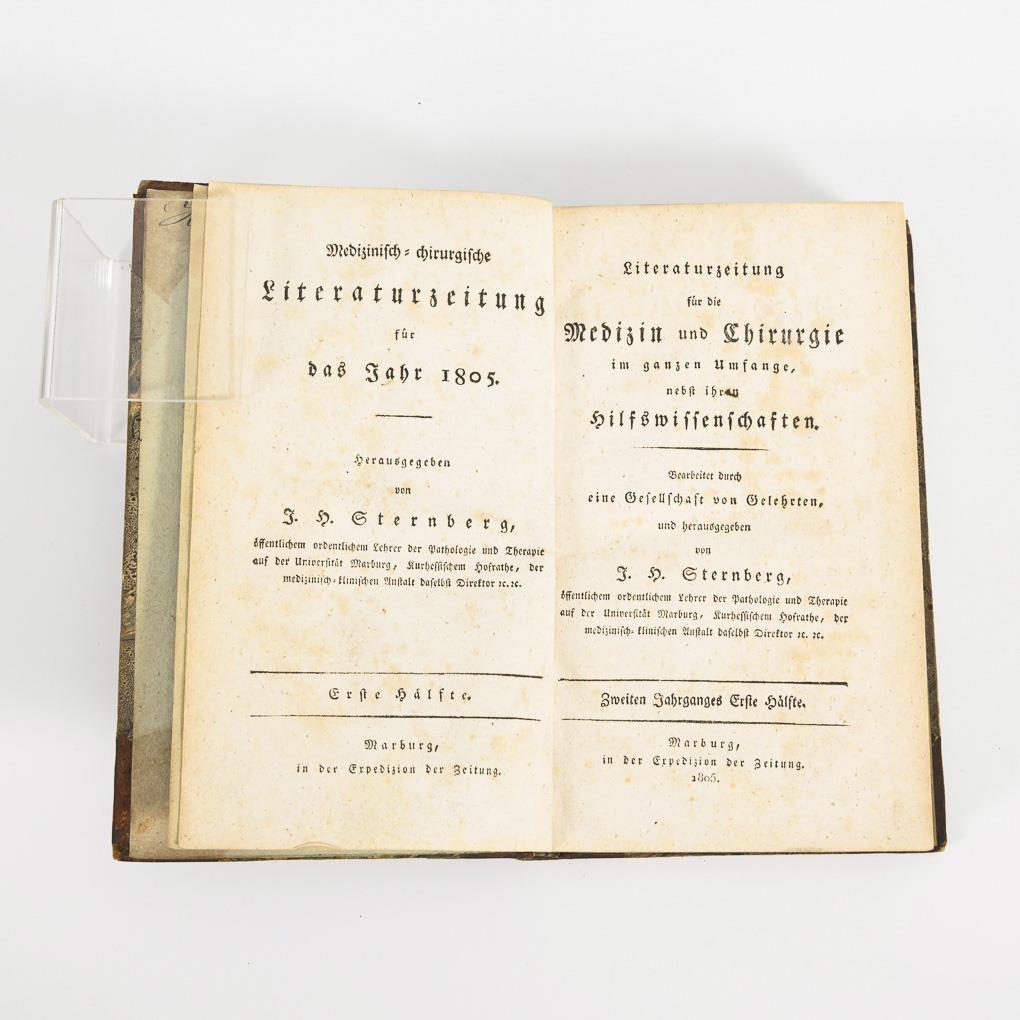 Medizinisch-chirurgische
Literaturzeitung
für
das Jahr 1805.
Herausgegeben
von
J. H. Sternberg,
öffentlichem ordentlichem Lehrer der Pathologie und Therapie
auf der Universität Marburg, Kurhessischem Hofrathe, der
medizinisch-klinischen Anstalt daselbst Direktor ꝛc. ꝛc.
Erste Hälfte.
Marburg,
in der Expedizion der Zeitung.
Literaturzeitung
für die
Medizin und Chirurgie
im ganzen Umfange,
nebst ihren
Hilfswissenschaften.
Bearbeitet durch
eine Gesellschaft von Gelehrten,
und herausgegeben
von
J. H. Sternberg,
öffentlichem ordentlichem Lehrer der Pathologie und Therapie
auf der Universität Marburg, Kurhessischem Hofrathe, der
medizinisch-klinischen Anstalt daselbst Direktor ꝛc. ꝛc.
Zweiten Jahrganges Erste Hälfte.
Marburg,
in der Expedizion der Zeitung.
1805.